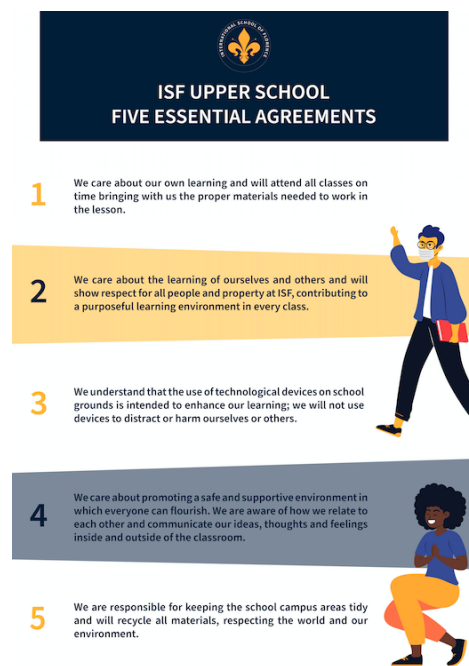 INTERNATIONAL SCHOOL OF FLORENCE
ISF UPPER SCHOOL
FIVE ESSENTIAL AGREEMENTS
1
We care about our own learning and will attend all classes on
time bringing with us the proper materials needed to work in
the lesson.
2
We care about the learning of ourselves and others and will
show respect for all people and property at ISF, contributing to
a purposeful learning environment in every class.
3
We understand that the use of technological devices on school
grounds is intended to enhance our learning; we will not use
devices to distract or harm ourselves or others.
4
We care about promoting a safe and supportive environment in
which everyone can flourish. We are aware of how we relate to
each other and communicate our ideas, thoughts and feelings
inside and outside of the classroom.
5
We are responsible for keeping the school campus areas tidy
and will recycle all materials, respecting the world and our
environment.